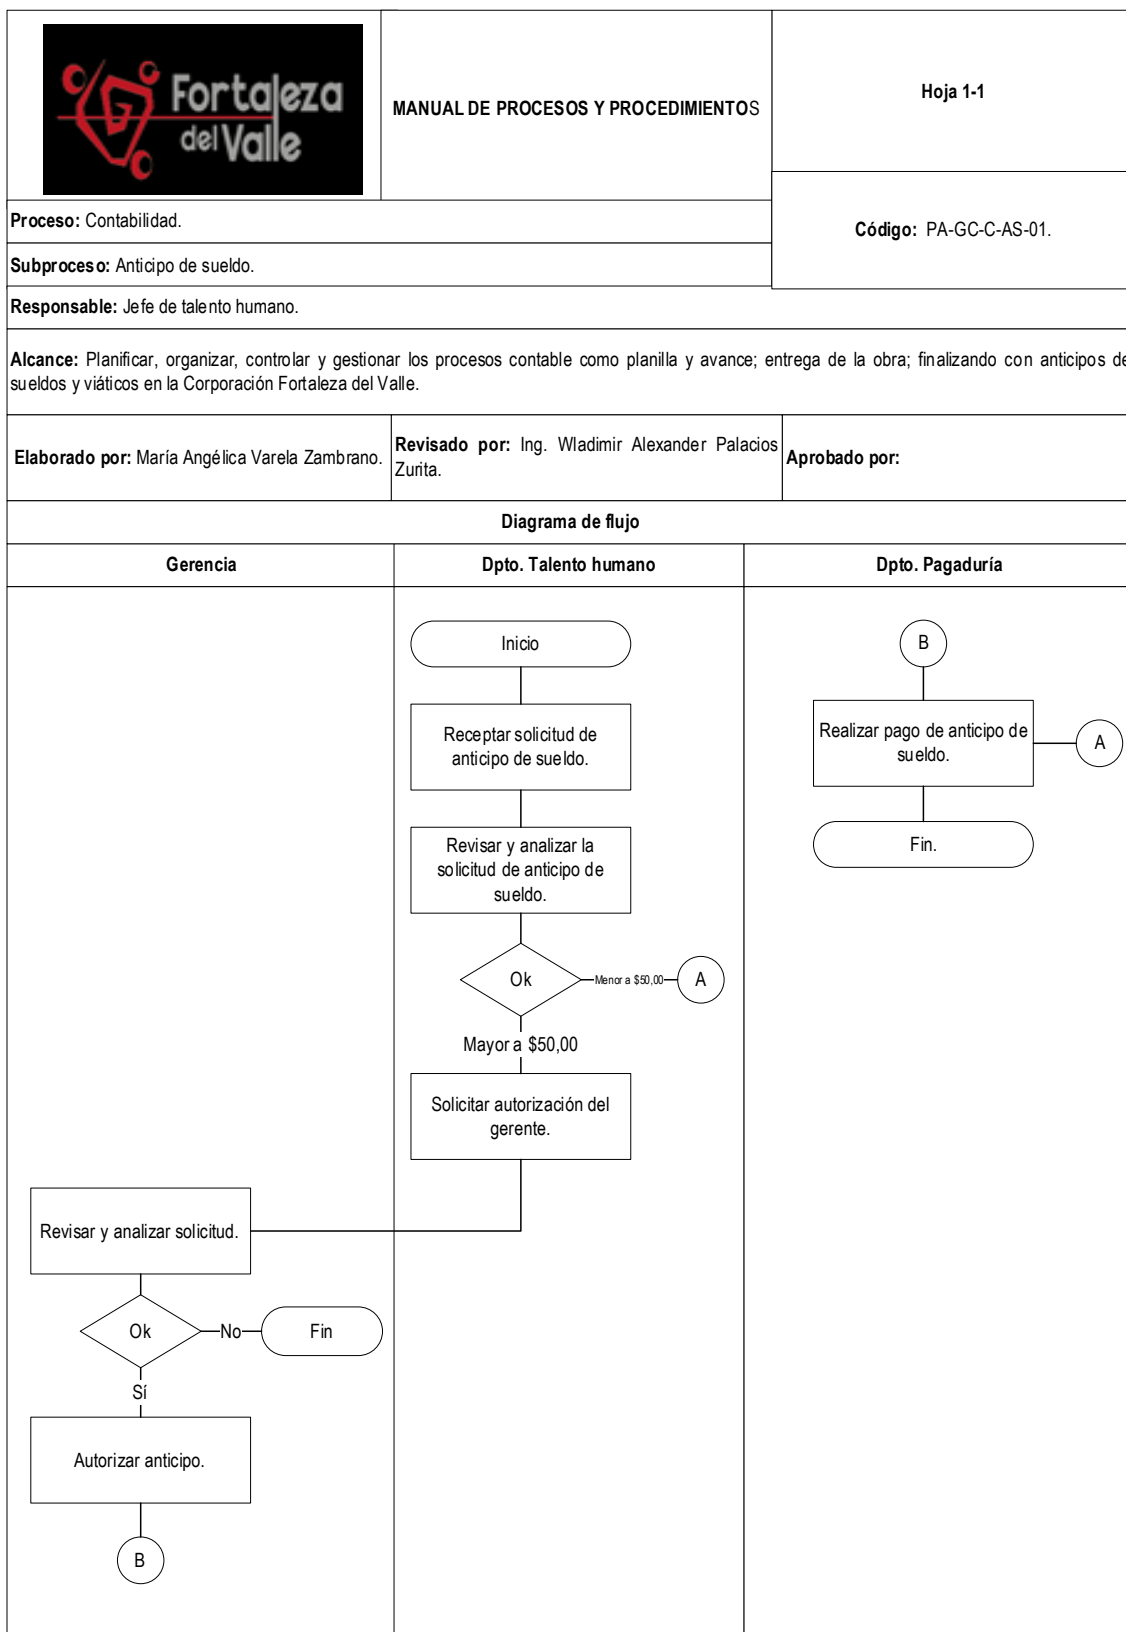 Fortaleza
del Valle
MANUAL DE PROCESOS Y PROCEDIMIENTOS
Hoja 1-1
Proceso: Contabilidad.
Código: PA-GC-C-AS-01.
Subproceso: Anticipo de sueldo.
Responsable: Jefe de talento humano.
Alcance: Planificar, organizar, controlar y gestionar los procesos contable como planilla y avance; entrega de la obra; finalizando con anticipos de
sueldos y viáticos en la Corporación Fortaleza del Valle.
Elaborado por: María Angélica Varela Zambrano.
Revisado por: Ing. Wladimir Alexander Palacios
Zurita.
Aprobado por:
Diagrama de flujo
Gerencia
Dpto. Talento humano
Dpto. Pagaduría
Inicio
Receptar solicitud de
anticipo de sueldo.
Revisar y analizar la
solicitud de anticipo de
sueldo.
Ok
Menor a $50,00
A
Mayor a $50,00
Solicitar autorización del
gerente.
Revisar y analizar solicitud.
Ok
No
Fin
Sí
Autorizar anticipo.
B
B
Realizar pago de anticipo de
sueldo.
A
Fin.